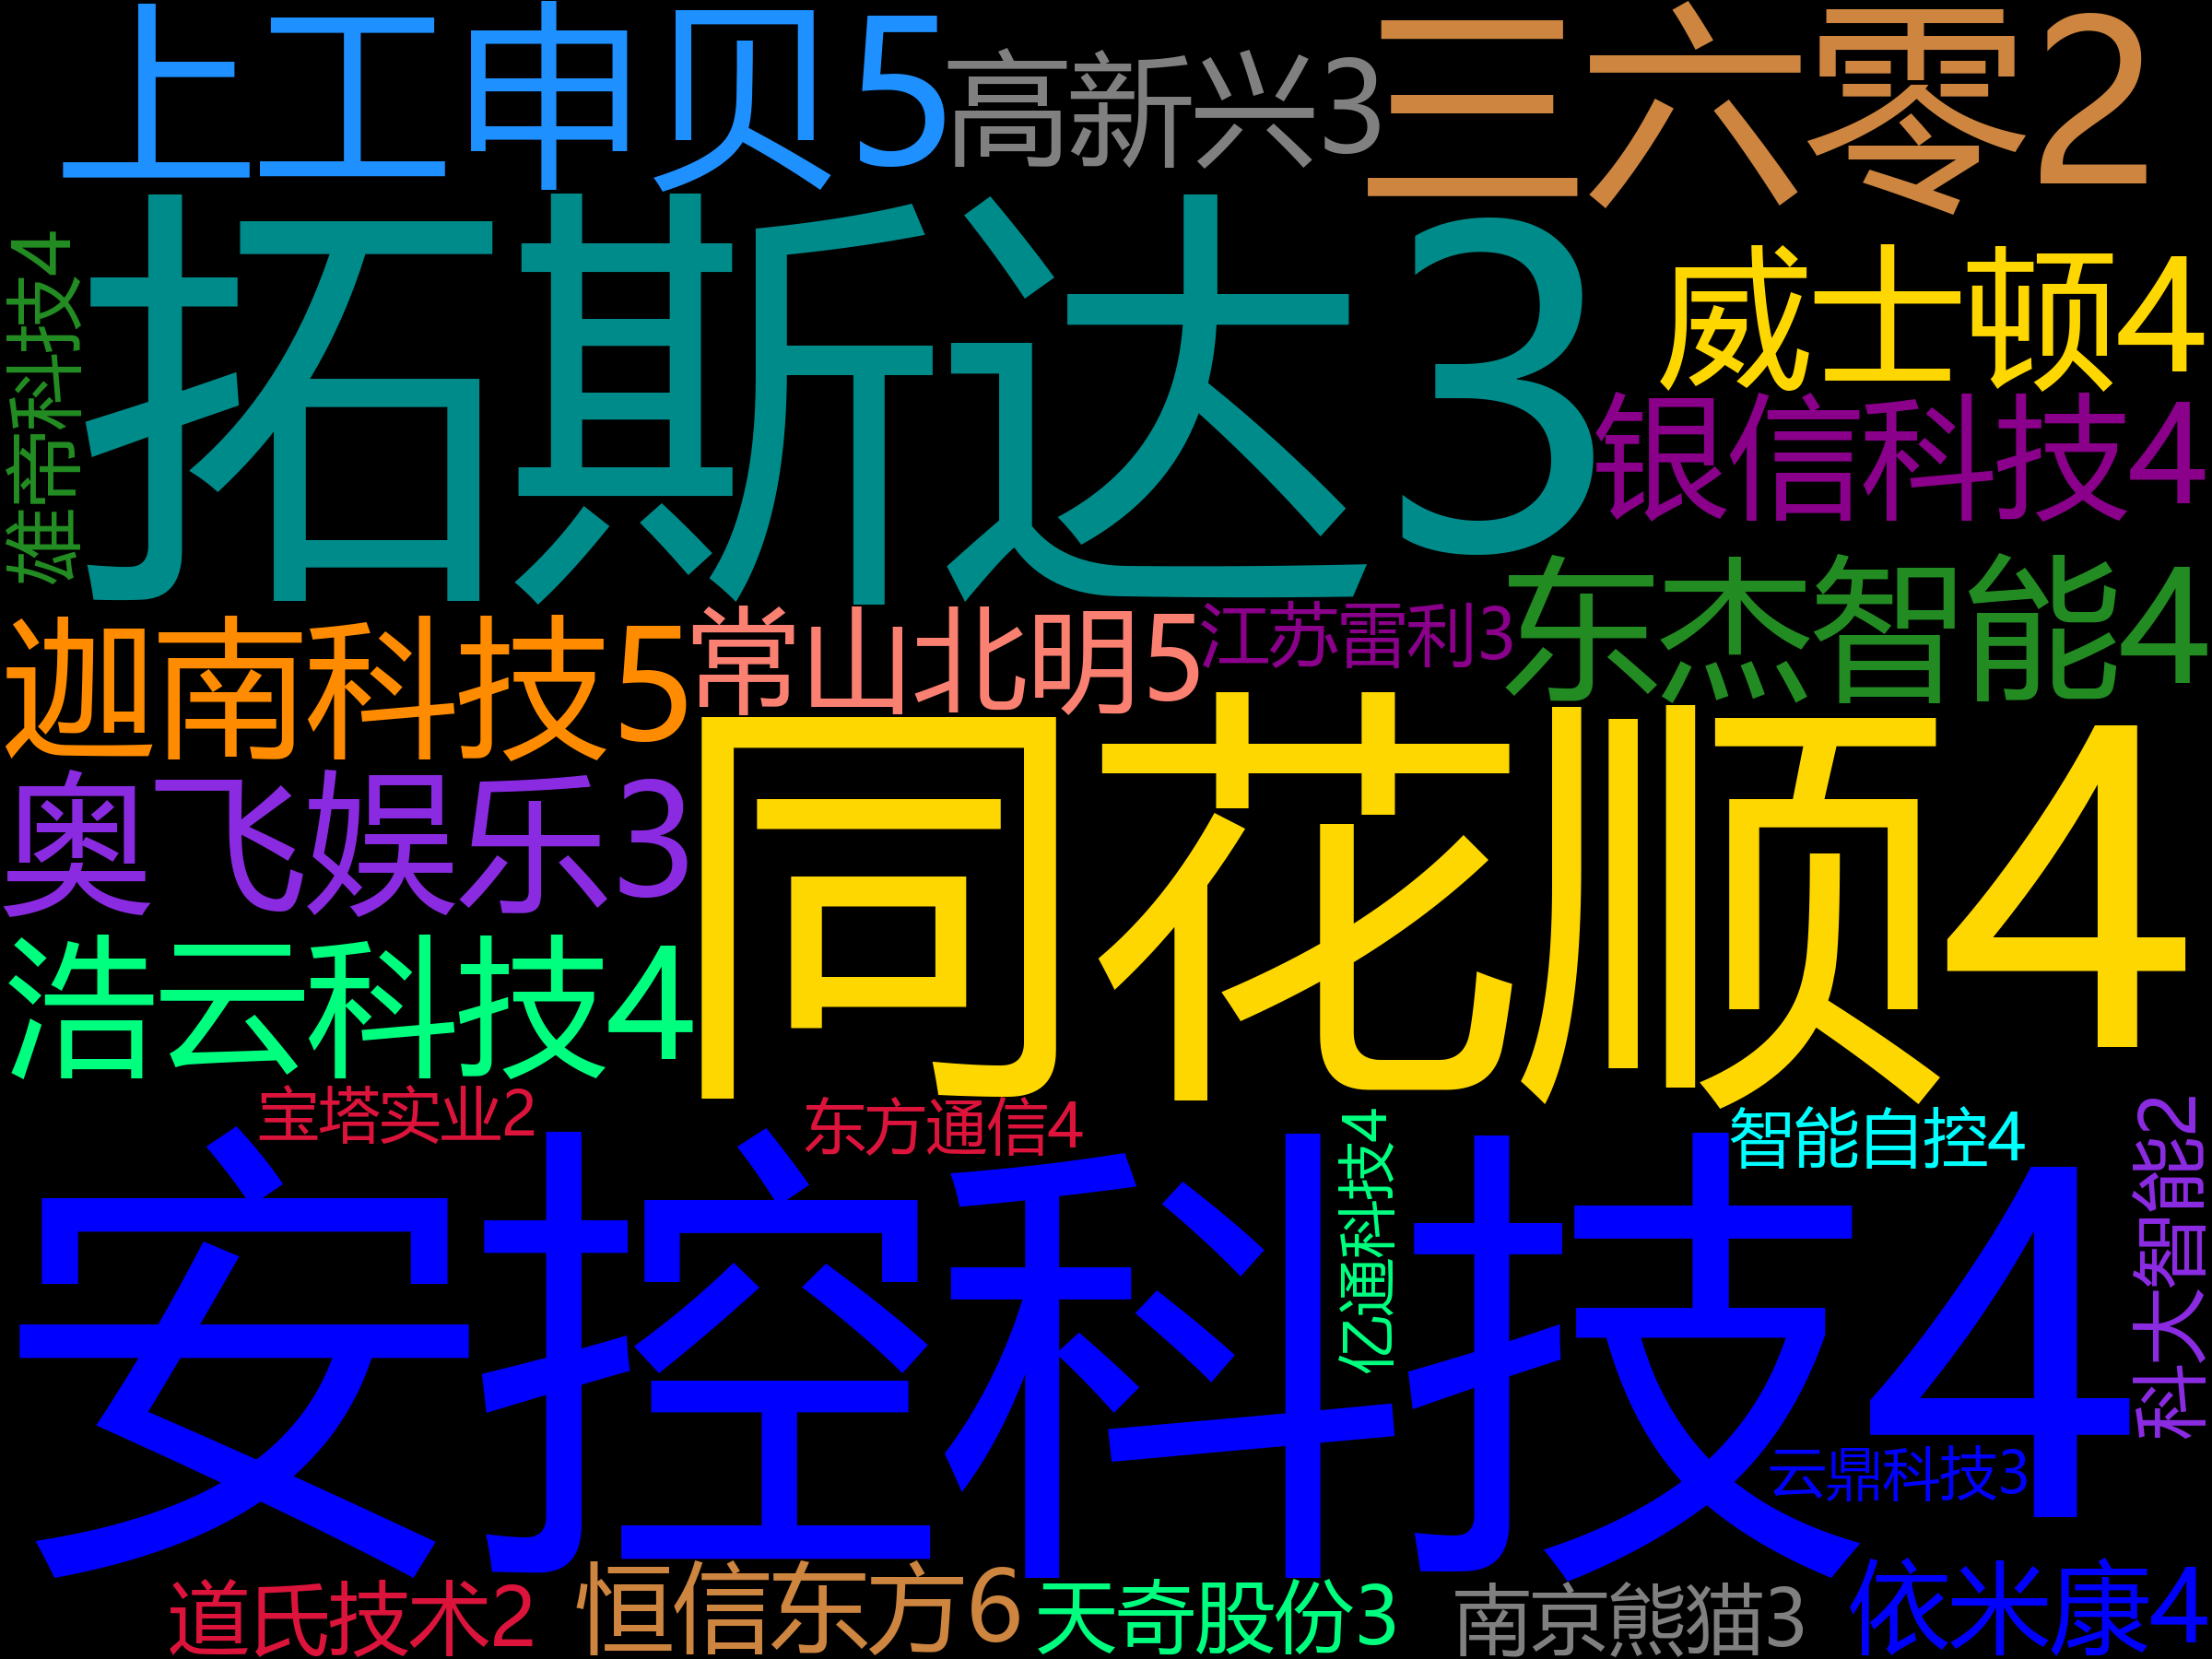 上工申贝5
高新兴3
三六零2
拓斯达3
威士顿4
雄帝科技4
银信科技4
东杰智能4
迦南科技5
常山北明5
江苏雷利3
同花顺4
奥飞娱乐3
浩云科技4
宝塔实业2
东方通信4
亿通科技4
智能自控4
科大智能2
安控科技4
云鼎科技3
道氏技术2
恒信东方6
天奇股份3
南京熊猫3
依米康4